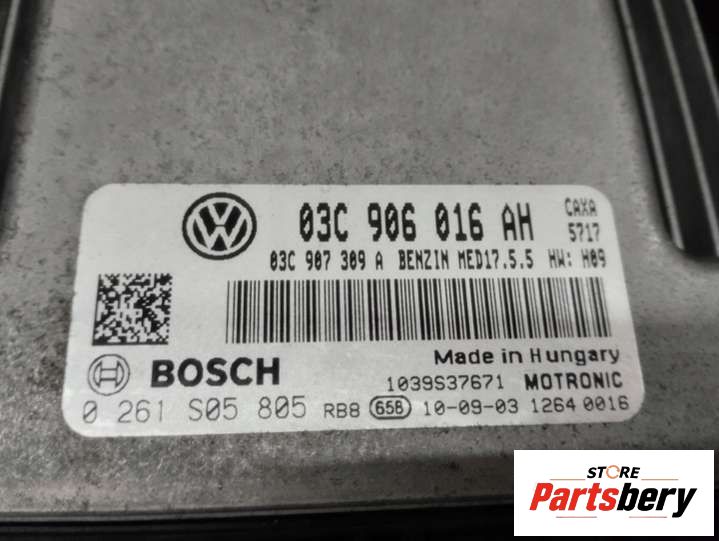 03C 906 016 AH CAXA
5717
03C 907 309 A BENZIN MED17.5.5 HW: H09
Made in Hungary
BOSCH
1039S37671 MOTRONIC
0 261 S05 805 RB8 658 10-09-03 1264 0016
STORE
Partsbery